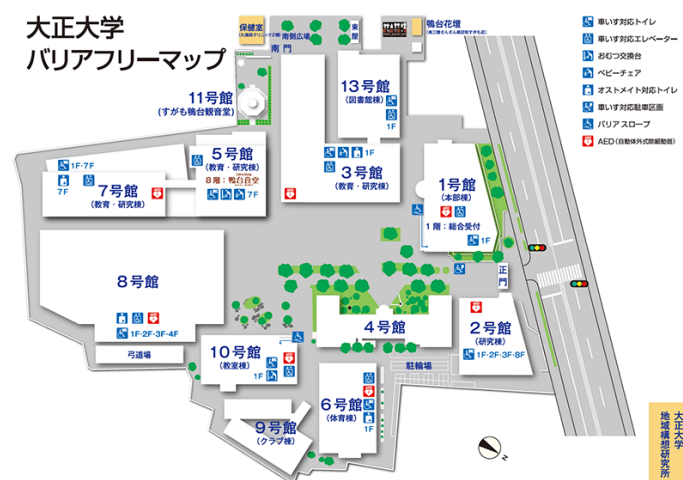 大正大学
バリアフリーマップ
保健室
南側広場
南門
東屋
鴨台花壇
車いす対応トイレ
車いす対応エレベーター
おむつ交換台
ベビーチェア
オストメイト対応トイレ
車いす対応駐車区画
バリアスロープ
AED(自動体外式除細動器)
11号館
(すがも鴨台観音堂)
13号館
(図書館棟)
1F
5号館
(教育・研究棟)
8階:鴨台食堂
7F
1F・7F
7F
7号館
(教育・研究棟)
1F
3号館
(教育・研究棟)
1号館
(本部棟)
1階:総合受付
1F
正門
8号館
1F・2F・3F・4F
弓道場
4号館
2号館
(研究棟)
1F・2F・3F・8F
10号館
(教室棟)
1F
駐輪場
6号館
(体育棟)
1F
9号館
(クラブ棟)
N
大正大学
地域構想研究所